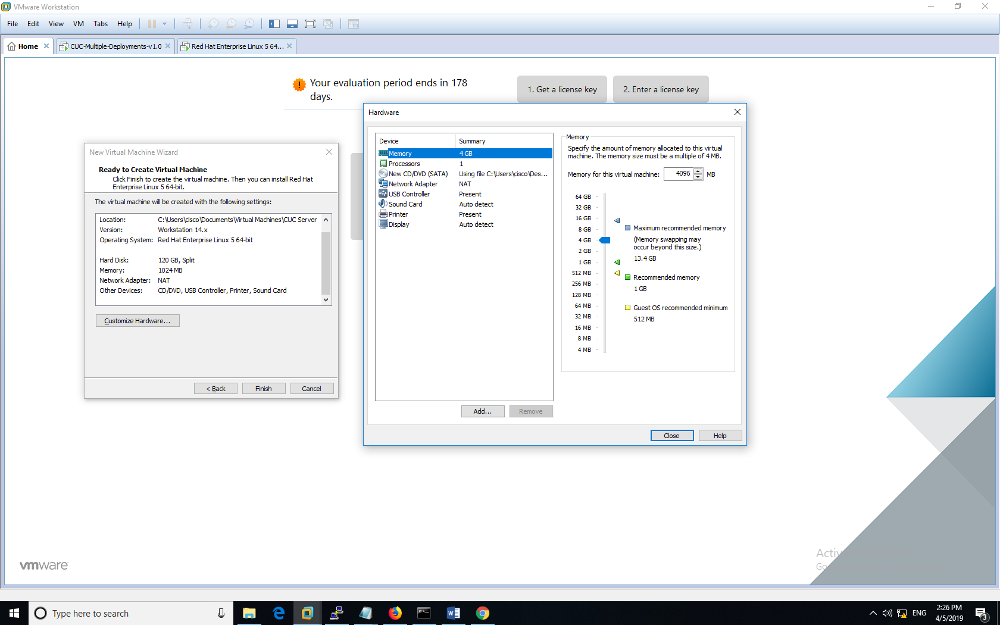 VMware Workstation
File Edit View VM Tabs Help
Home CUC-Multiple-Deployments-v1.0 Red Hat Enterprise Linux 5 64...
Your evaluation period ends in 178
days.
1. Get a license key
2. Enter a license key
New Virtual Machine Wizard
Ready to Create Virtual Machine
Click Finish to create the virtual machine. Then you can install Red Hat
Enterprise Linux 5 64-bit.
The virtual machine will be created with the following settings:
Location: C:\Users\cisco\Documents\Virtual Machines\CUC Server
Version: Workstation 14.x
Operating System: Red Hat Enterprise Linux 5 64-bit
Hard Disk: 120 GB, Split
Memory: 1024 MB
Network Adapter: NAT
Other Devices: CD/DVD, USB Controller, Printer, Sound Card
Customize Hardware...
< Back Finish Cancel
Hardware
Device Summary
Memory 4 GB
Processors 1
New CD/DVD (SATA) Using file C:\Users\cisco\Des...
Network Adapter NAT
USB Controller Present
Sound Card Auto detect
Printer Present
Display Auto detect
Add... Remove
Memory
Specify the amount of memory allocated to this virtual
machine. The memory size must be a multiple of 4 MB.
Memory for this virtual machine: 4096 MB
64 GB
32 GB
16 GB
8 GB
4 GB
2 GB
1 GB
512 MB
256 MB
128 MB
64 MB
32 MB
16 MB
8 MB
4 MB
Maximum recommended memory
(Memory swapping may
occur beyond this size.)
13.4 GB
Recommended memory
1 GB
Guest OS recommended minimum
512 MB
Close Help
vmware
Activ
Go
Type here to search
ENG
2:26 PM
4/5/2019
3